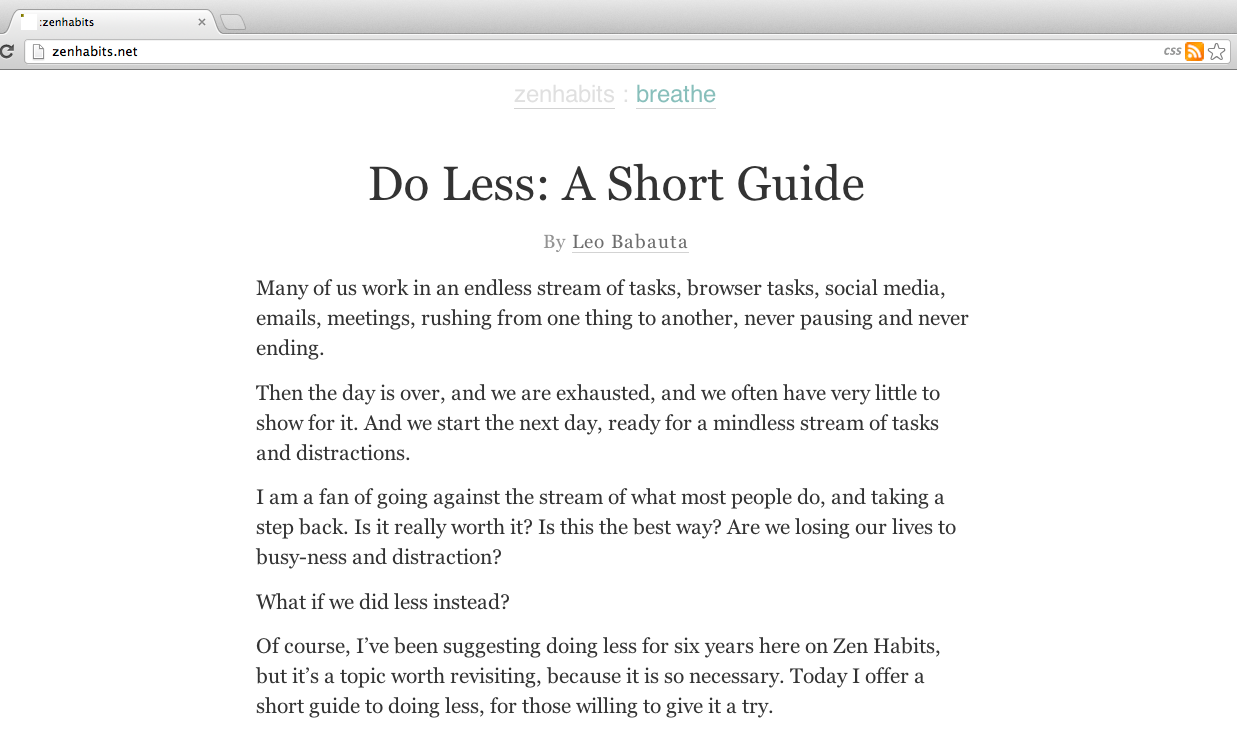 :zenhabits
zenhabits.net
css
zenhabits : breathe
Do Less: A Short Guide
By Leo Babauta
Many of us work in an endless stream of tasks, browser tasks, social media,
emails, meetings, rushing from one thing to another, never pausing and never
ending.
Then the day is over, and we are exhausted, and we often have very little to
show for it. And we start the next day, ready for a mindless stream of tasks
and distractions.
I am a fan of going against the stream of what most people do, and taking a
step back. Is it really worth it? Is this the best way? Are we losing our lives to
busy-ness and distraction?
What if we did less instead?
Of course, I’ve been suggesting doing less for six years here on Zen Habits,
but it’s a topic worth revisiting, because it is so necessary. Today I offer a
short guide to doing less, for those willing to give it a try.